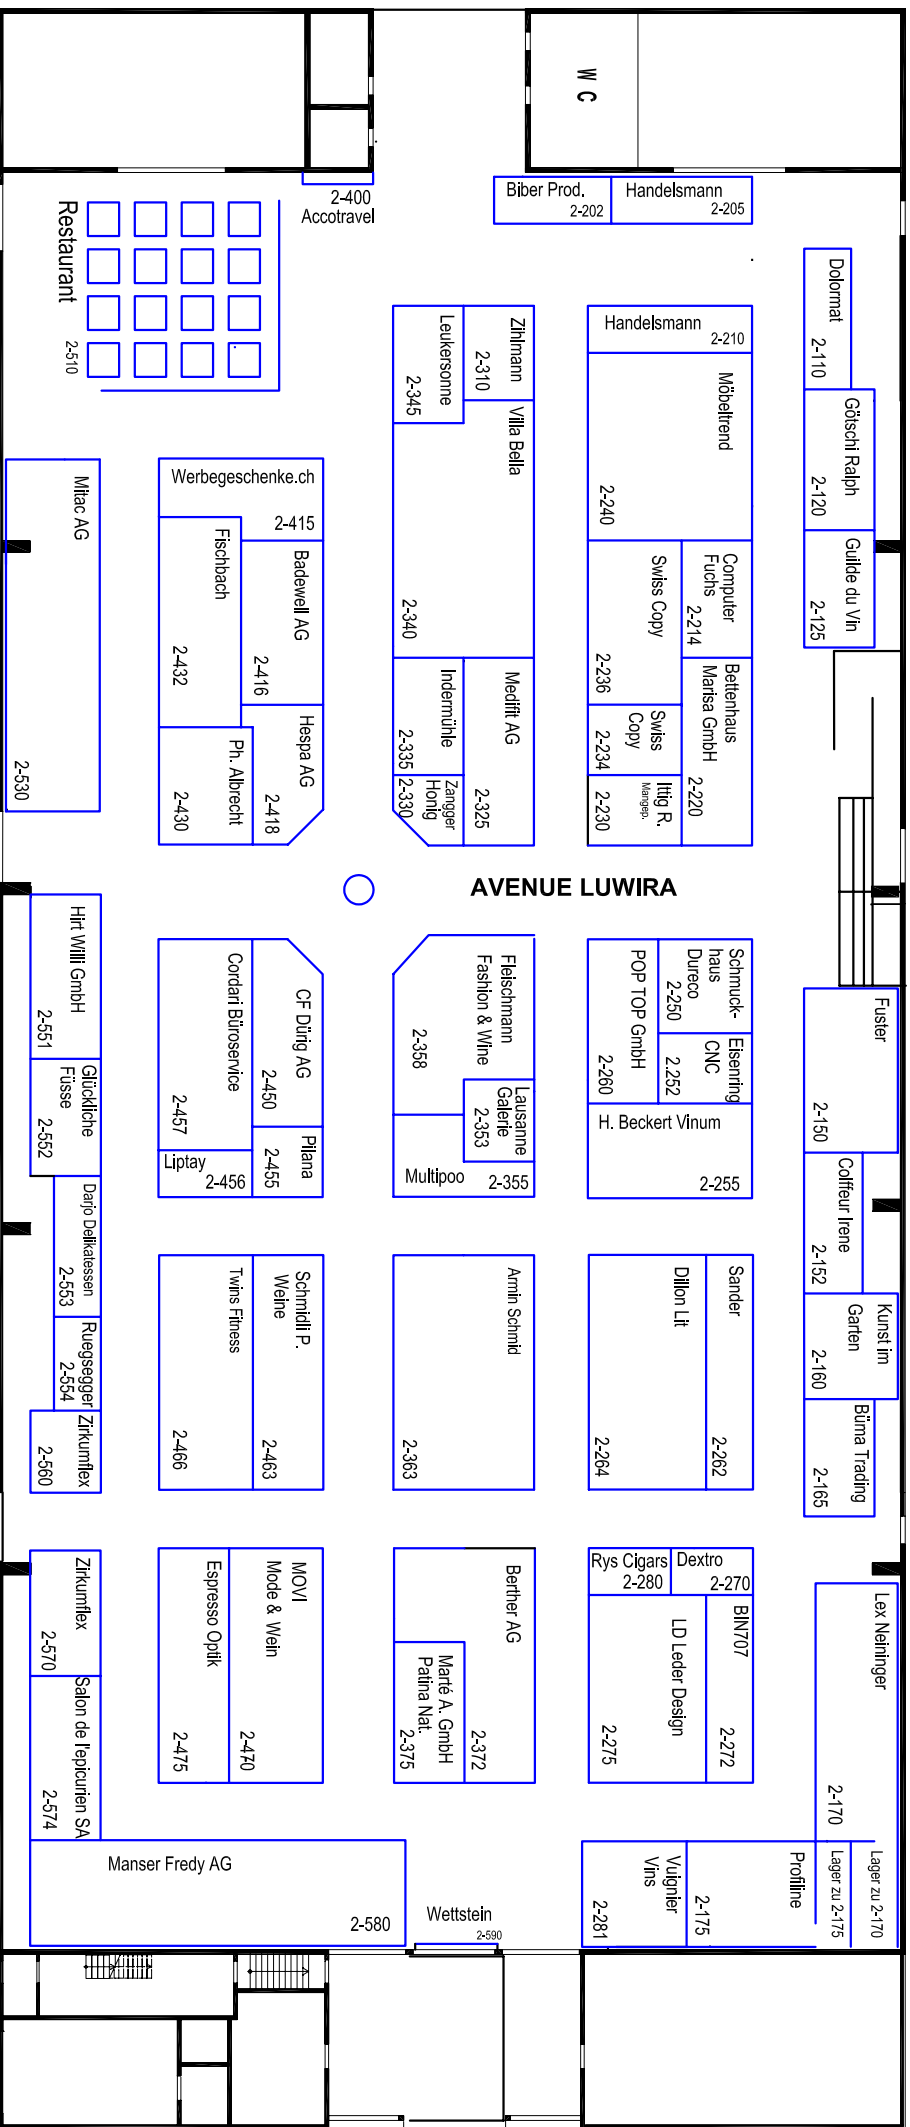 W C
2-400
Accotravel
Biber Prod.
2-202
Handelsmann
2-205
Restaurant
2-510
Dolormat
2-110
Zihlmann
2-310
Leukersonne
2-345
Handelsmann
2-210
Möbeltrend
2-240
Götschi Ralph
2-120
Villa Bella
2-340
Werbegeschenke.ch
2-415
Mitac AG
2-530
Fischbach
2-432
Badewell AG
2-416
Swiss Copy
2-236
Computer
Fuchs
2-214
Guilde du Vin
2-125
Indermühle
2-335
Medifit AG
2-325
Bettenhaus
Marisa GmbH
2-220
Hespa AG
2-418
Ph. Albrecht
2-430
Swiss
Copy
2-234
Zangger
Honig
2-330
Ittig R.
Mangep.
2-230
AVENUE LUWIRA
Hirt Willi GmbH
2-551
Cordari Büroservice
2-457
CF Dürig AG
2-450
Fleischmann
Fashion & Wine
2-358
POP TOP GmbH
2-260
Schmuck-
haus
Dureco
2-250
Fuster
2-150
Eisenring
CNC
2.252
Glückliche
Füsse
2-552
Lausanne
Galerie
2-353
H. Beckert Vinum
2-255
Pilana
2-455
Liptay
2-456
Multipoo
2-355
Coiffeur Irene
2-152
Darjo Delikatessen
2-553
Twins Fitness
2-466
Schmidli P.
Weine
2-463
Armin Schmid
2-363
Dillon Lit
2-264
Sander
2-262
Kunst im
Garten
2-160
Ruegsegger
2-554
Büma Trading
2-165
Zirkumflex
2-560
Zirkumflex
2-570
Espresso Optik
2-475
MOVI
Mode & Wein
2-470
Berther AG
2-372
Rys Cigars
2-280
Dextro
2-270
Lex Neininger
2-170
LD Leder Design
2-275
BIN707
2-272
Marté A. GmbH
Patina Nat.
2-375
Salon de l'epicurien SA
2-574
Manser Fredy AG
2-580
Wettstein
2-590
Vuignier
Vins
2-281
Profiline
2-175
Lager zu 2-175
Lager zu 2-170